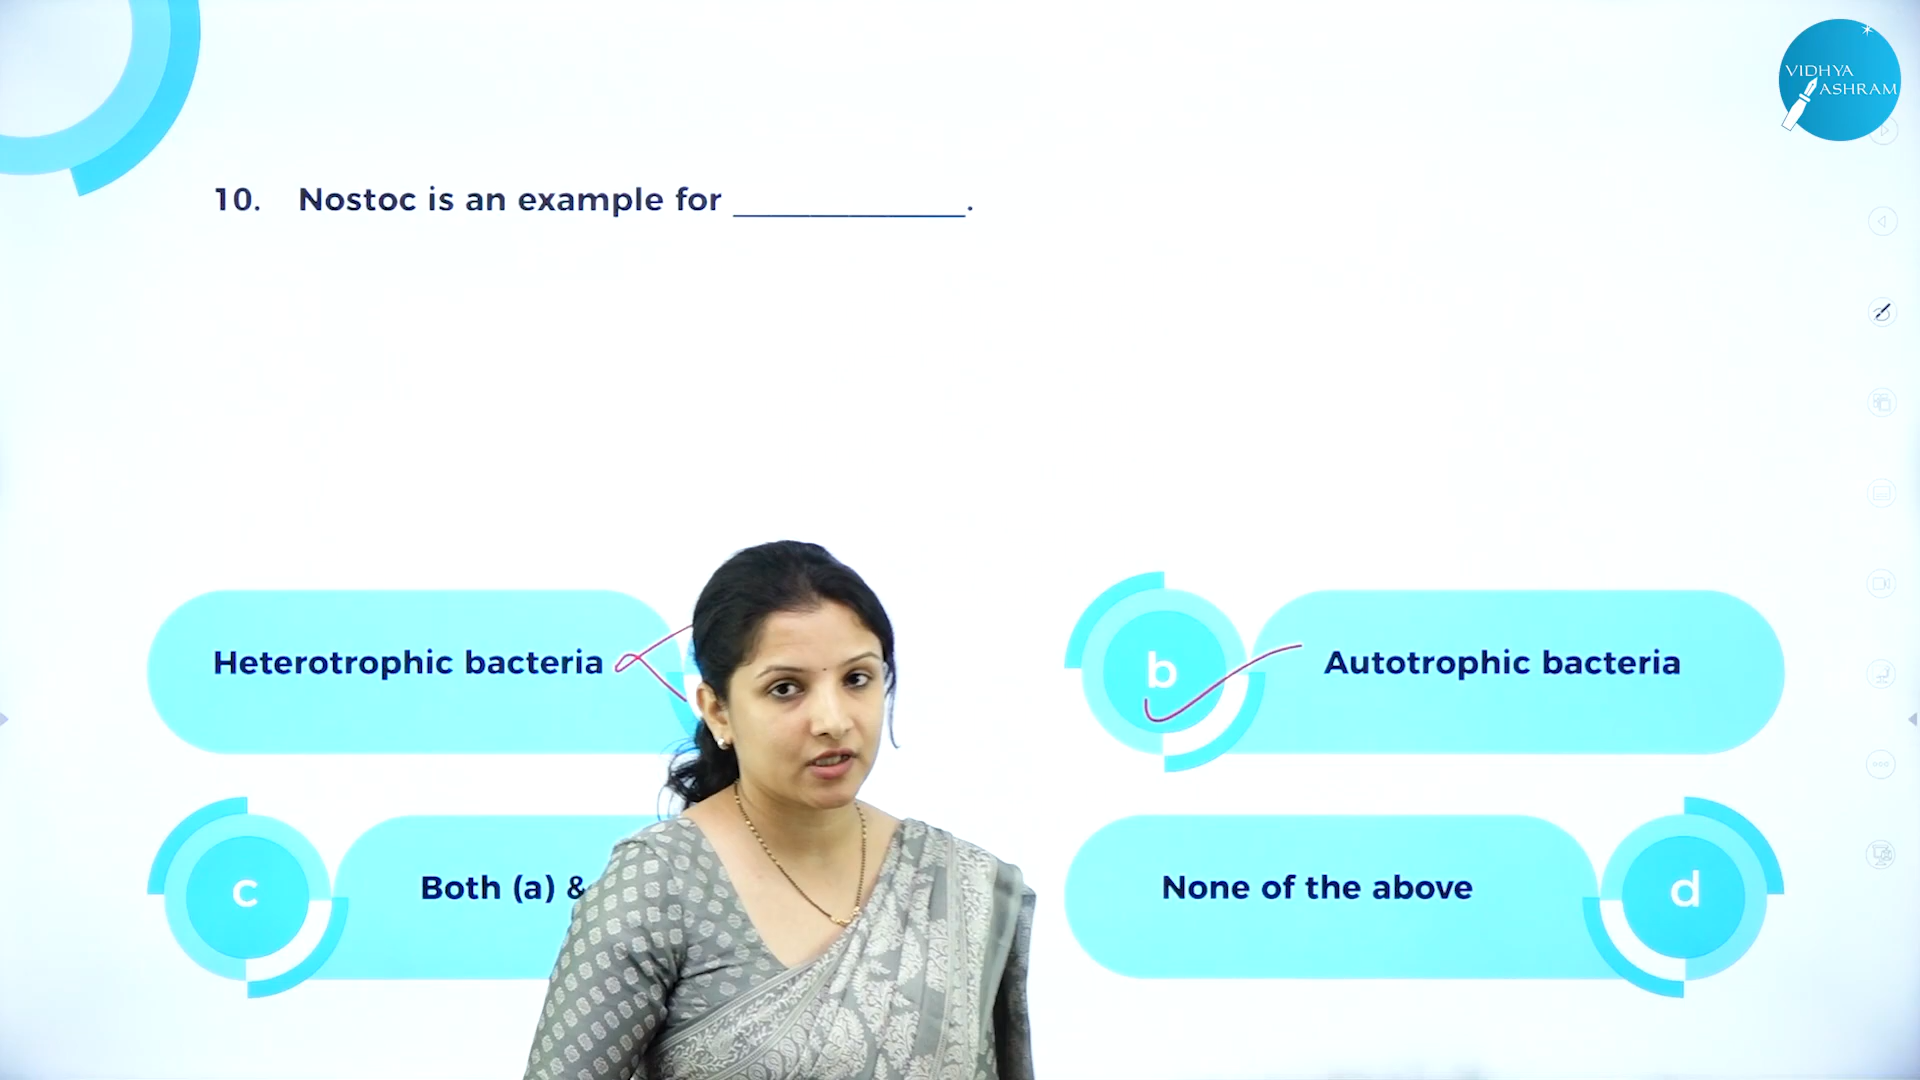 VIDHYA
ASHRAM
10. Nostoc is an example for ____________.
Heterotrophic bacteria
b Autotrophic bacteria
c Both (a) &
None of the above d